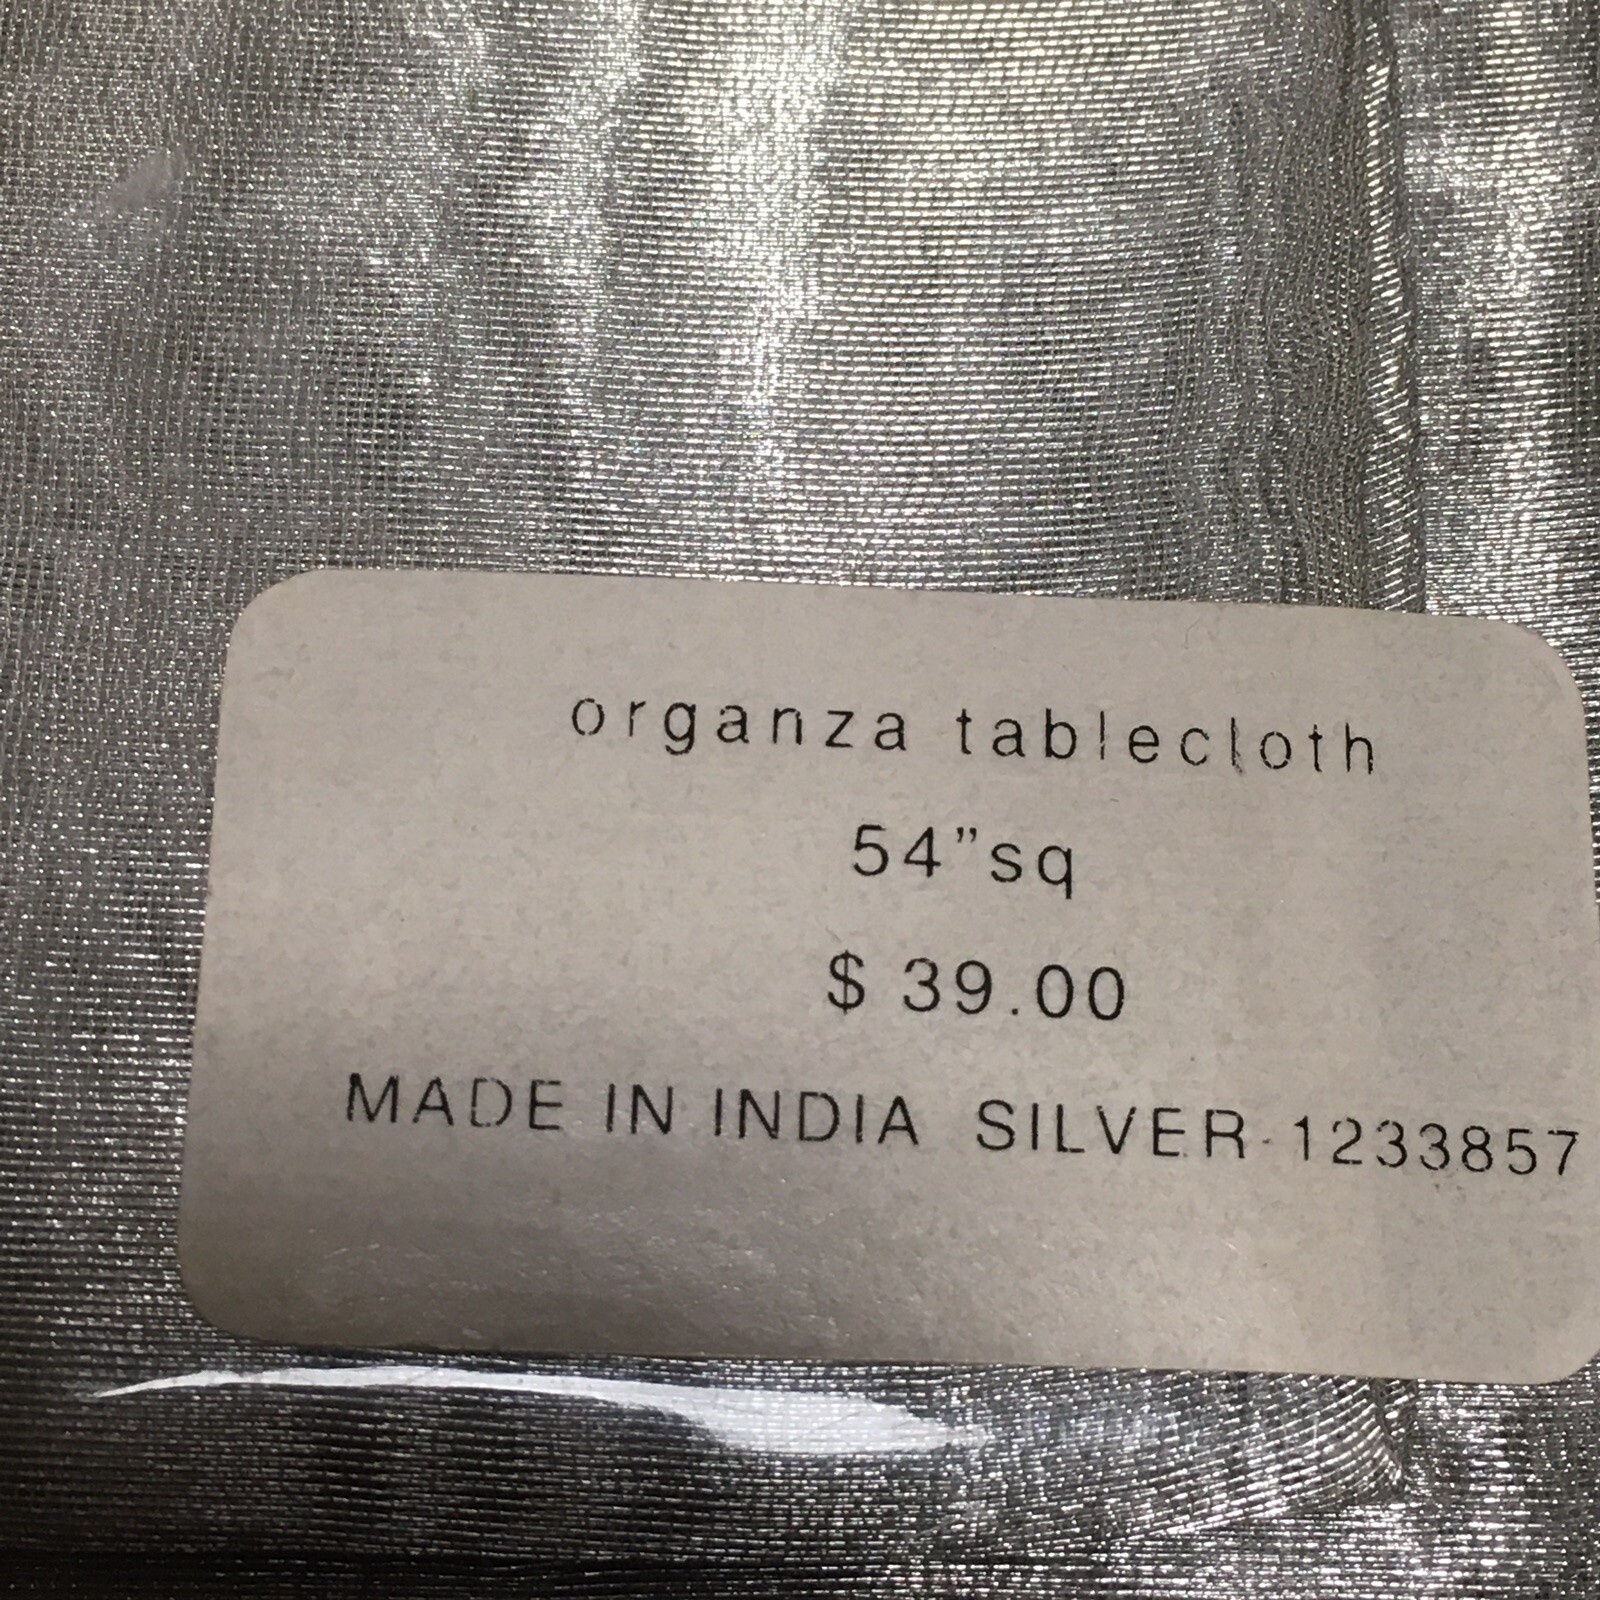 organza tablecloth
54”sq
$ 39.00
MADE IN INDIA SILVER-1233857